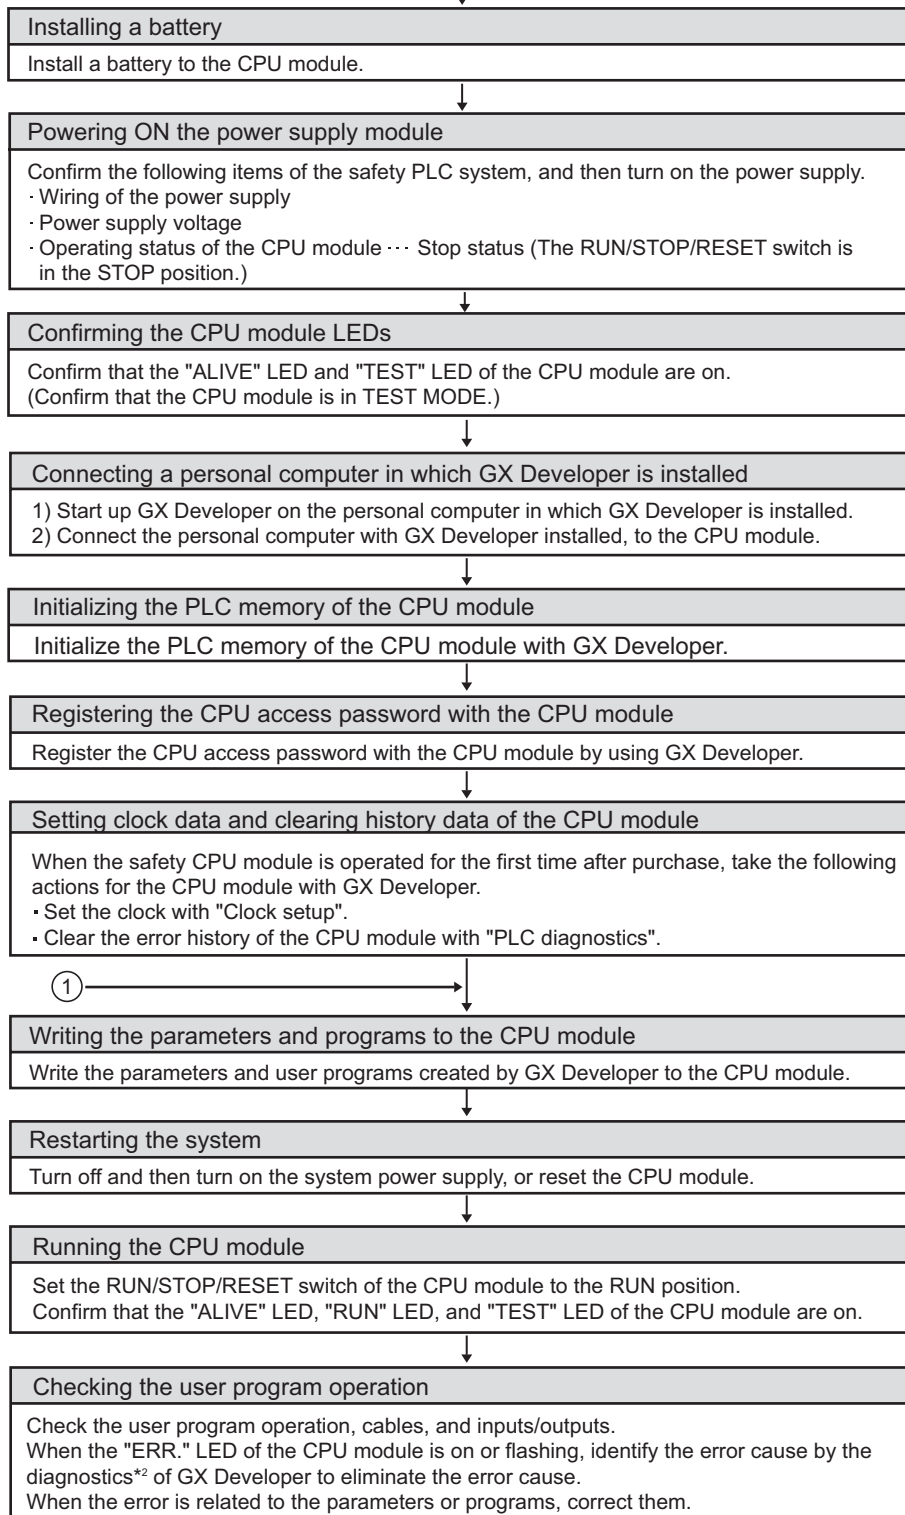 Installing a battery
Install a battery to the CPU module.
Powering ON the power supply module
Confirm the following items of the safety PLC system, and then turn on the power supply.
· Wiring of the power supply
· Power supply voltage
· Operating status of the CPU module ··· Stop status (The RUN/STOP/RESET switch is
in the STOP position.)
Confirming the CPU module LEDs
Confirm that the "ALIVE" LED and "TEST" LED of the CPU module are on.
(Confirm that the CPU module is in TEST MODE.)
Connecting a personal computer in which GX Developer is installed
1) Start up GX Developer on the personal computer in which GX Developer is installed.
2) Connect the personal computer with GX Developer installed, to the CPU module.
Initializing the PLC memory of the CPU module
Initialize the PLC memory of the CPU module with GX Developer.
Registering the CPU access password with the CPU module
Register the CPU access password with the CPU module by using GX Developer.
Setting clock data and clearing history data of the CPU module
When the safety CPU module is operated for the first time after purchase, take the following
actions for the CPU module with GX Developer.
· Set the clock with "Clock setup".
· Clear the error history of the CPU module with "PLC diagnostics".
1
Writing the parameters and programs to the CPU module
Write the parameters and user programs created by GX Developer to the CPU module.
Restarting the system
Turn off and then turn on the system power supply, or reset the CPU module.
Running the CPU module
Set the RUN/STOP/RESET switch of the CPU module to the RUN position.
Confirm that the "ALIVE" LED, "RUN" LED, and "TEST" LED of the CPU module are on.
Checking the user program operation
Check the user program operation, cables, and inputs/outputs.
When the "ERR." LED of the CPU module is on or flashing, identify the error cause by the
diagnostics*2 of GX Developer to eliminate the error cause.
When the error is related to the parameters or programs, correct them.